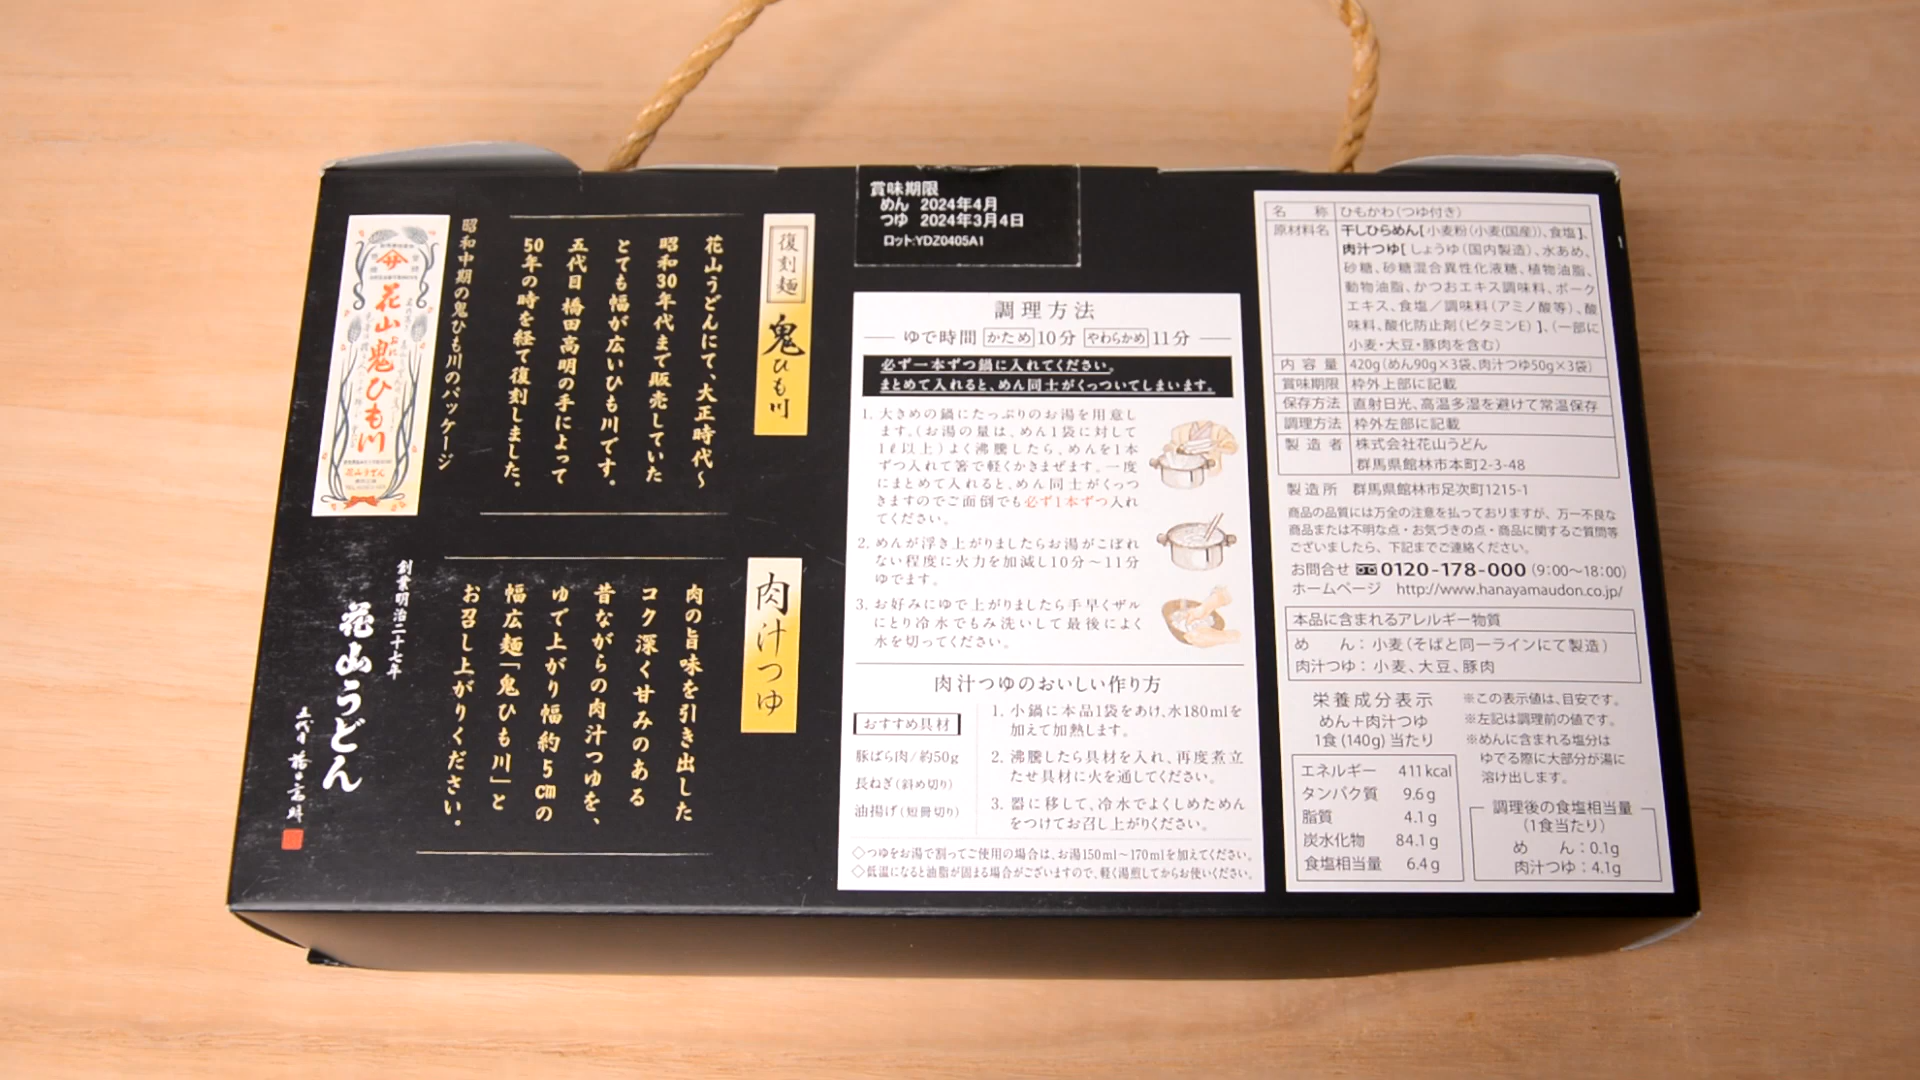 賞味期限
めん 2024年4月
つゆ 2024年3月4日
ロット:YDZ0405A1
復刻麺
鬼ひも川
花山うどんにて、大正時代〜
昭和30年代まで販売していた
とても幅が広いひも川です。
五代目 橋田高明の手によって
50年の時を経て復刻しました。
昭和中期の鬼ひも川のパッケージ
花山鬼ひも川
花山うどん
肉汁つゆ
肉の旨味を引き出した
コク深く甘みのある
昔ながらの肉汁つゆを、
ゆで上がり幅約5cmの
幅広麺「鬼ひも川」と
お召し上がりください。
創業明治二十七年
花山うどん
五代目
調理方法
ゆで時間 かため 10分 やわらかめ 11分
必ず一本ずつ鍋に入れてください。
まとめて入れると、めん同士がくっついてしまいます。
1. 大きめの鍋にたっぷりのお湯を用意し
ます。(お湯の量は、めん1袋に対して
1ℓ以上)よく沸騰したら、めんを1本
ずつ入れて箸で軽くかきまぜます。一度
にまとめて入れると、めん同士がくっつ
きますのでご面倒でも必ず1本ずつ入れ
てください。
2. めんが浮き上がりましたらお湯がこぼれ
ない程度に火力を加減し10分〜11分
ゆでます。
3. お好みにゆで上がりましたら手早くザル
にとり冷水でもみ洗いして最後によく
水を切ってください。
肉汁つゆのおいしい作り方
おすすめ具材
豚ばら肉/約50g
長ねぎ(斜め切り)
油揚げ(短冊切り)
1. 小鍋に本品1袋をあけ、水180mlを
加えて加熱します。
2. 沸騰したら具材を入れ、再度煮立
たせ具材に火を通してください。
3. 器に移して、冷水でよくしめためん
をつけてお召し上がりください。
◇つゆをお湯で割ってご使用の場合は、お湯150ml〜170mlを加えてください。
◇低温になると油脂が固まる場合がございますので、軽く湯煎してからお使いください。
名称 ひもかわ(つゆ付き)
原材料名 干しひらめん[小麦粉(小麦(国産))、食塩]、
肉汁つゆ[しょうゆ(国内製造)、水あめ、
砂糖、砂糖混合異性化液糖、植物油脂、
動物油脂、かつおエキス調味料、ポーク
エキス、食塩/調味料(アミノ酸等)、酸
味料、酸化防止剤(ビタミンE)]、(一部に
小麦・大豆・豚肉を含む)
内容量 420g(めん90g×3袋、肉汁つゆ50g×3袋)
賞味期限 枠外上部に記載
保存方法 直射日光、高温多湿を避けて常温保存
調理方法 枠外左部に記載
製造者 株式会社花山うどん
群馬県館林市本町2-3-48
製造所 群馬県館林市足次町1215-1
商品の品質には万全の注意を払っておりますが、万一不良な
商品または不明な点・お気づきの点・商品に関するご質問等
ございましたら、下記までご連絡ください。
お問合せ 0120-178-000(9:00〜18:00)
ホームページ http://www.hanayamaudon.co.jp/
本品に含まれるアレルギー物質
めん:小麦(そばと同一ラインにて製造)
肉汁つゆ:小麦、大豆、豚肉
栄養成分表示
めん+肉汁つゆ
1食(140g)当たり
エネルギー 411kcal
タンパク質 9.6g
脂質 4.1g
炭水化物 84.1g
食塩相当量 6.4g
※この表示値は、目安です。
※左記は調理前の値です。
※めんに含まれる塩分は
ゆでる際に大部分が湯に
溶け出します。
調理後の食塩相当量
(1食当たり)
めん:0.1g
肉汁つゆ:4.1g